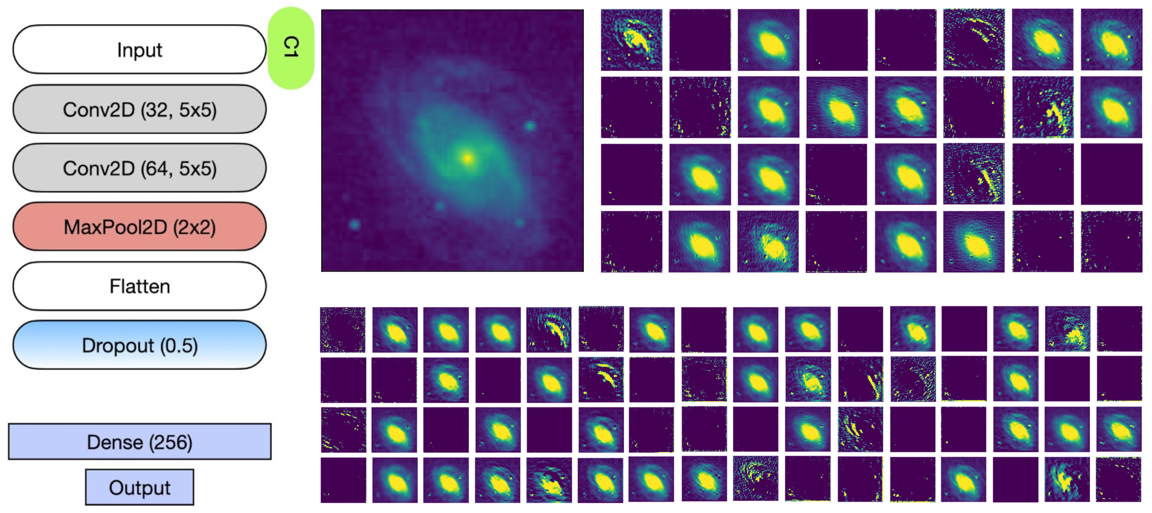 Input
C1
Conv2D (32, 5x5)
Conv2D (64, 5x5)
MaxPool2D (2x2)
Flatten
Dropout (0.5)
Dense (256)
Output